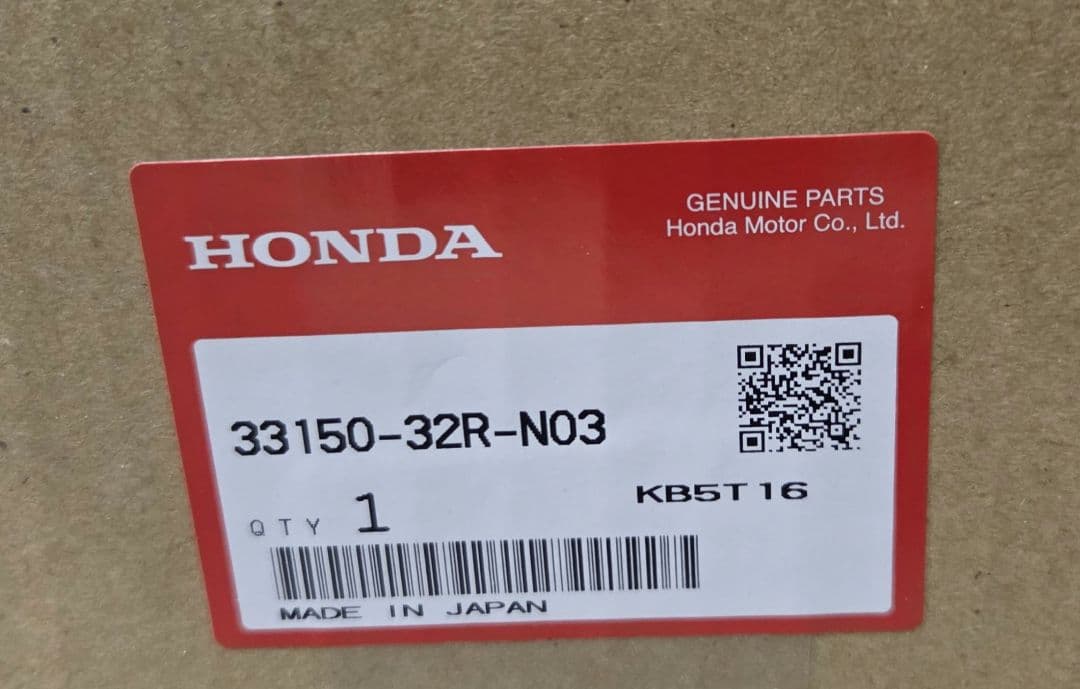 HONDA
GENUINE PARTS
Honda Motor Co., Ltd.
33150-32R-N03
KB5T16
QTY 1
MADE IN JAPAN